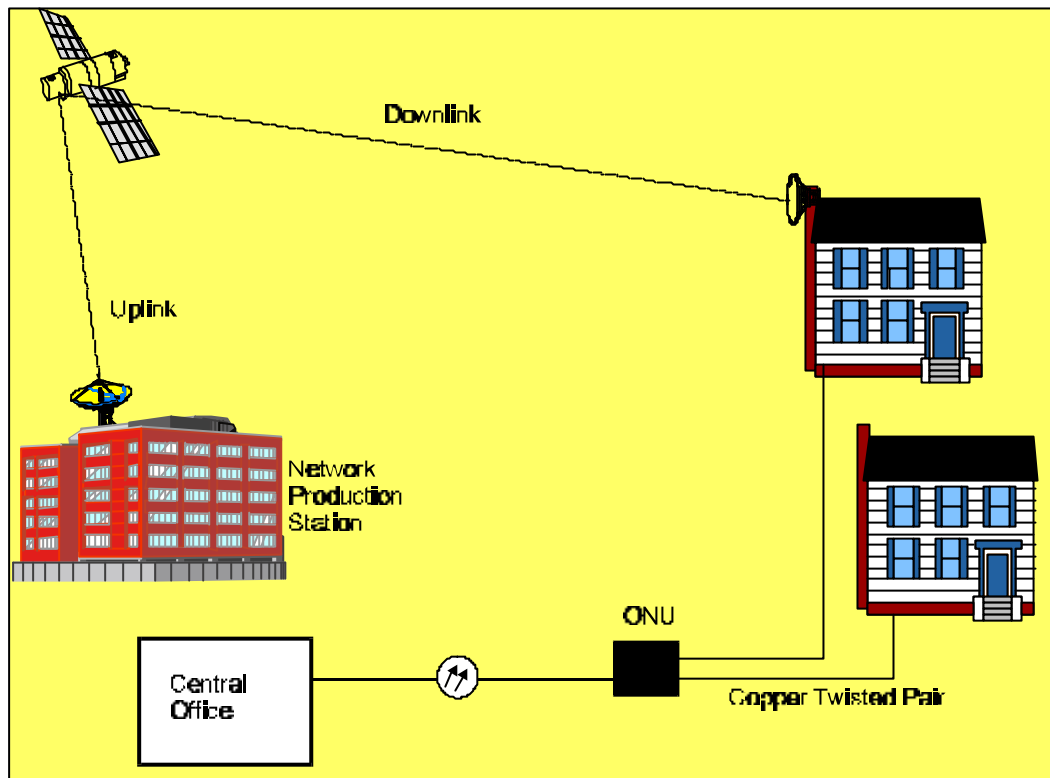 Downlink
Uplink
Network
Production
Station
ONU
Central
Office
Copper Twisted Pair